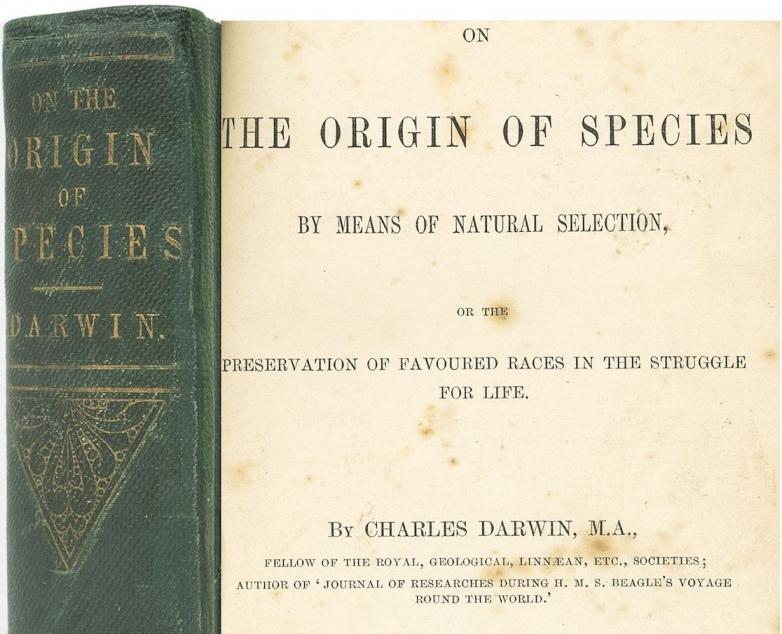 ON THE
ORIGIN
OF
SPECIES
DARWIN.
ON
THE ORIGIN OF SPECIES
BY MEANS OF NATURAL SELECTION,
OR THE
PRESERVATION OF FAVOURED RACES IN THE STRUGGLE
FOR LIFE.
BY CHARLES DARWIN, M.A.,
FELLOW OF THE ROYAL, GEOLOGICAL, LINNÆAN, ETC., SOCIETIES;
AUTHOR OF ‘JOURNAL OF RESEARCHES DURING H. M. S. BEAGLE’S VOYAGE
ROUND THE WORLD.’